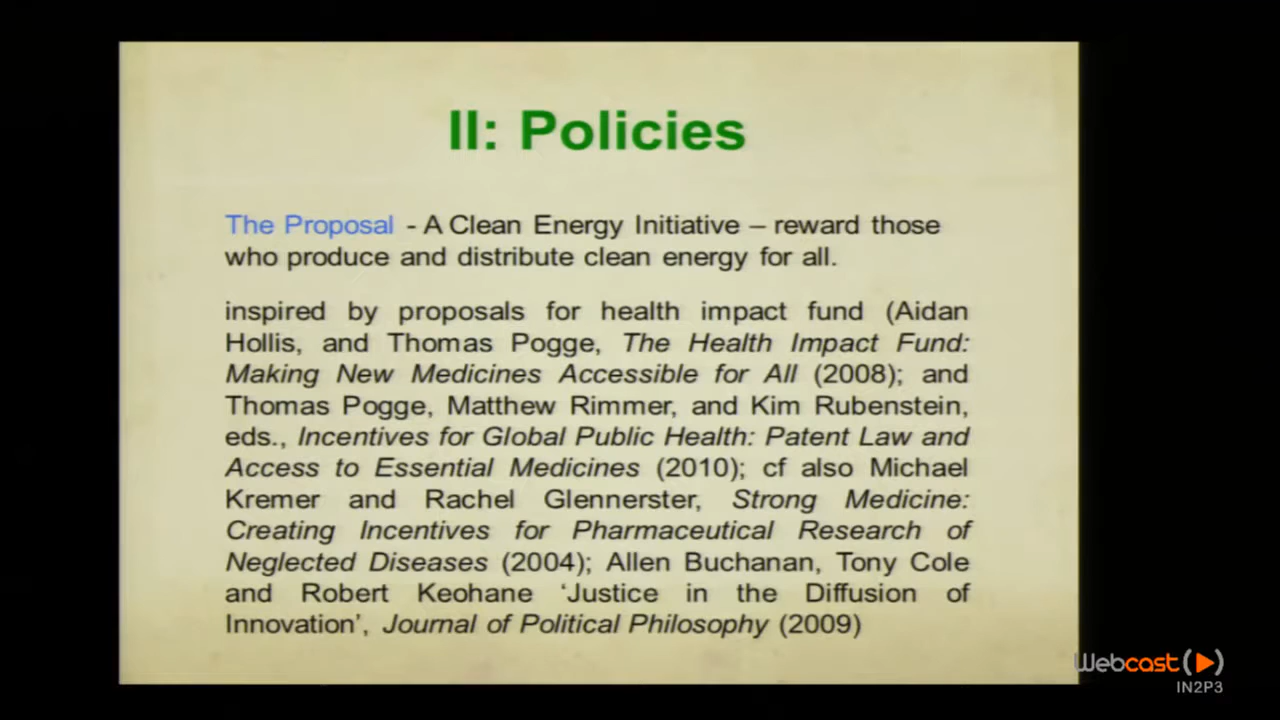 II: Policies
The Proposal - A Clean Energy Initiative – reward those
who produce and distribute clean energy for all.
inspired by proposals for health impact fund (Aidan
Hollis, and Thomas Pogge, The Health Impact Fund:
Making New Medicines Accessible for All (2008); and
Thomas Pogge, Matthew Rimmer, and Kim Rubenstein,
eds., Incentives for Global Public Health: Patent Law and
Access to Essential Medicines (2010); cf also Michael
Kremer and Rachel Glennerster, Strong Medicine:
Creating Incentives for Pharmaceutical Research of
Neglected Diseases (2004); Allen Buchanan, Tony Cole
and Robert Keohane ‘Justice in the Diffusion of
Innovation’, Journal of Political Philosophy (2009)
Webcast
IN2P3